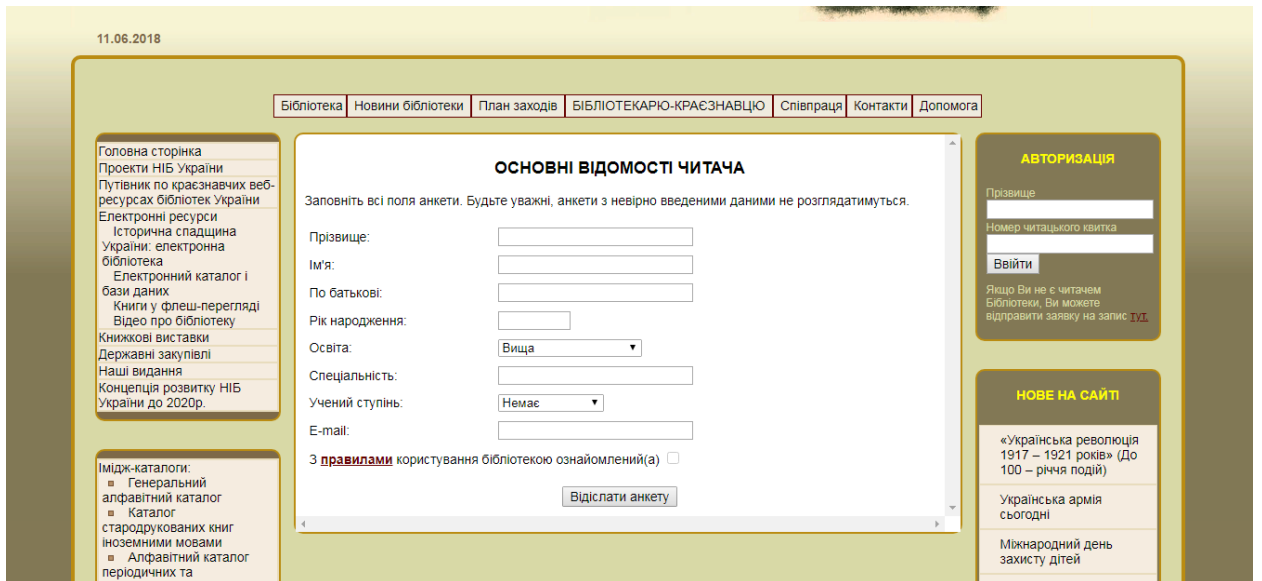 11.06.2018
Бібліотека Новини бібліотеки План заходів БІБЛІОТЕКАРЮ-КРАЄЗНАВЦЮ Співпраця Контакти Допомога
Головна сторінка
Проекти НІБ України
Путівник по краєзнавчих веб-
ресурсах бібліотек України
Електронні ресурси
Історична спадщина
України: електронна
бібліотека
Електронний каталог і
бази даних
Книги у флеш-перегляді
Відео про бібліотеку
Книжкові виставки
Державні закупівлі
Наші видання
Концепція розвитку НІБ
України до 2020р.
Імідж-каталоги:
Генеральний
алфавітний каталог
Каталог
стародрукованих книг
іноземними мовами
Алфавітний каталог
періодичних та
ОСНОВНІ ВІДОМОСТІ ЧИТАЧА
Заповніть всі поля анкети. Будьте уважні, анкети з невірно введеними даними не розглядатимуться.
Прізвище:
Ім'я:
По батькові:
Рік народження:
Освіта: Вища
Спеціальність:
Учений ступінь: Немає
E-mail:
З правилами користування бібліотекою ознайомлений(а)
Відіслати анкету
АВТОРИЗАЦІЯ
Прізвище
Номер читацького квитка
Ввійти
Якщо Ви не є читачем
Бібліотеки, Ви можете
відправити заявку на запис тут.
НОВЕ НА САЙТІ
«Українська революція
1917 – 1921 років» (До
100 – річчя подій)
Українська армія
сьогодні
Міжнародний день
захисту дітей